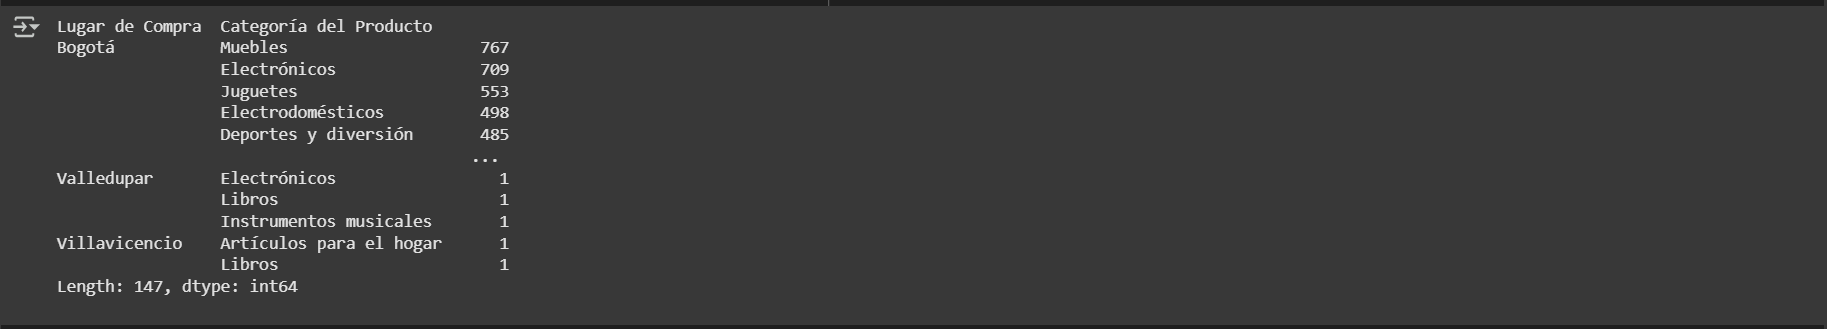 Lugar de Compra  Categoría del Producto
Bogotá           Muebles                    767
                 Electrónicos               709
                 Juguetes                   553
                 Electrodomésticos          498
                 Deportes y diversión       485
                                           ...
Valledupar       Electrónicos                 1
                 Libros                       1
                 Instrumentos musicales       1
Villavicencio    Artículos para el hogar      1
                 Libros                       1
Length: 147, dtype: int64